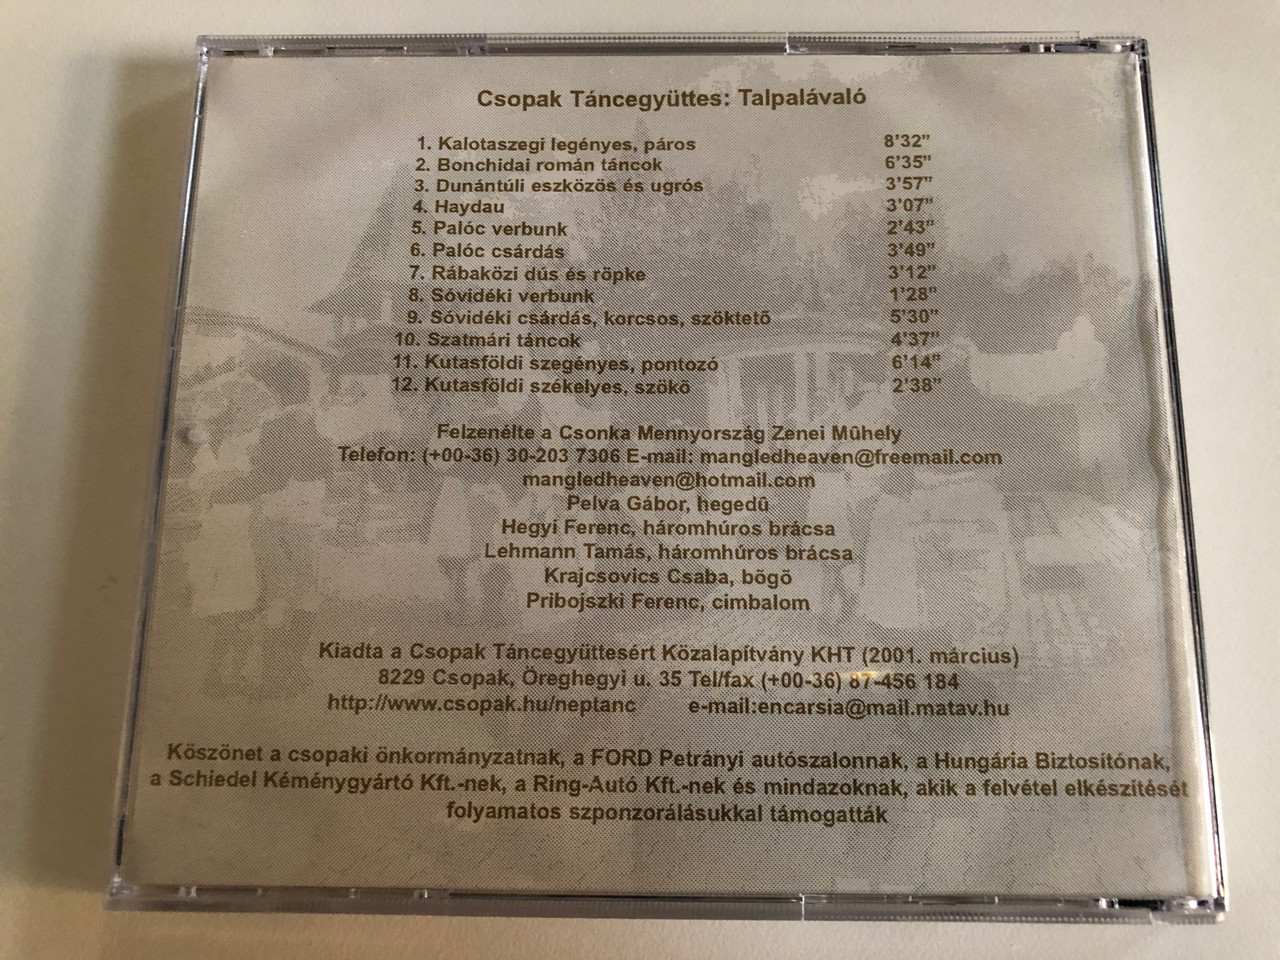 Csopak Táncegyüttes: Talpalávaló
1. Kalotaszegi legényes, páros 8'32"
2. Bonchidai román táncok 6'35"
3. Dunántúli eszközös és ugrós 3'57"
4. Haydau 3'07"
5. Palóc verbunk 2'43"
6. Palóc csárdás 3'49"
7. Rábaközi dús és röpke 3'12"
8. Sóvidéki verbunk 1'28"
9. Sóvidéki csárdás, korcsos, szöktetõ 5'30"
10. Szatmári táncok 4'37"
11. Kutasföldi szegényes, pontozó 6'14"
12. Kutasföldi székelyes, szökõ 2'38"
Felzenélte a Csonka Mennyország Zenei Mûhely
Telefon: (+00-36) 30-203 7306 E-mail: mangledheaven@freemail.com
mangledheaven@hotmail.com
Pelva Gábor, hegedû
Hegyi Ferenc, háromhúros brácsa
Lehmann Tamás, háromhúros brácsa
Krajcsovics Csaba, bõgõ
Pribojszki Ferenc, cimbalom
Kiadta a Csopak Táncegyüttesért Közalapítvány KHT (2001. március)
8229 Csopak, Öreghegyi u. 35 Tel/fax (+00-36) 87-456 184
http://www.csopak.hu/neptanc e-mail:encarsia@mail.matav.hu
Köszönet a csopaki önkormányzatnak, a FORD Petrányi autószalonnak, a Hungária Biztosítónak,
a Schiedel Kéménygyártó Kft.-nek, a Ring-Autó Kft.-nek és mindazoknak, akik a felvétel elkészítését
folyamatos szponzorálásukkal támogatták